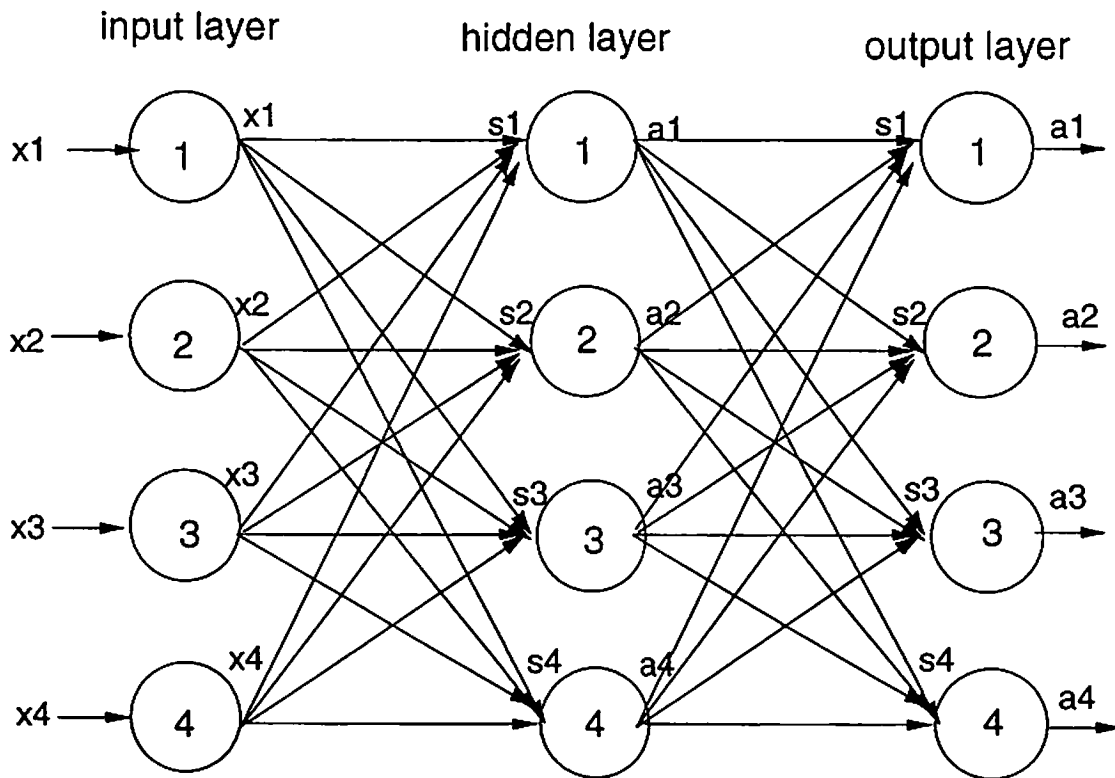 input layer hidden layer output layer
x1 1 x1 s1 1 a1 s1 1 a1
x2 2 x2 s2 2 a2 s2 2 a2
x3 3 x3 s3 3 a3 s3 3 a3
x4 4 x4 s4 4 a4 s4 4 a4